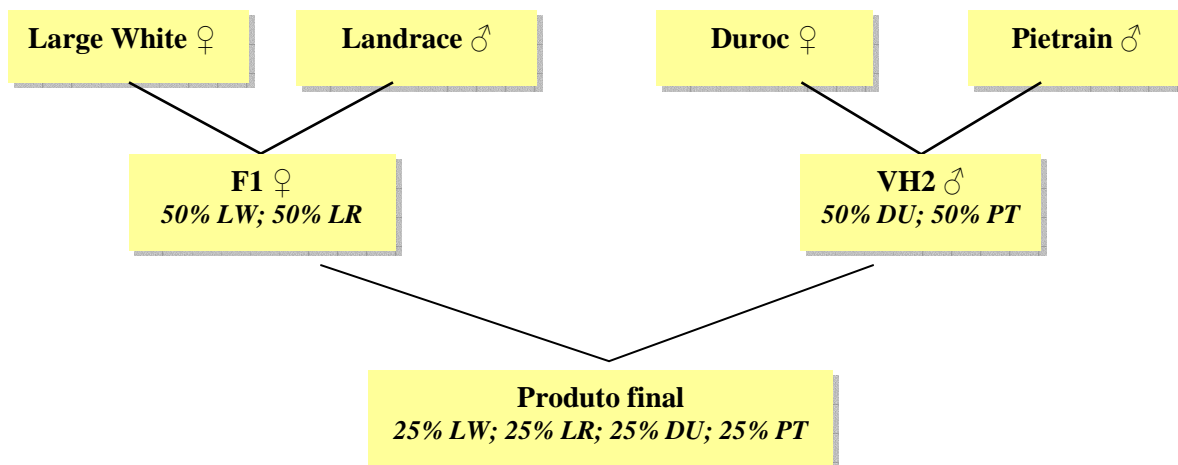 Large White ♀
Landrace ♂
Duroc ♀
Pietrain ♂
F1 ♀
50% LW; 50% LR
VH2 ♂
50% DU; 50% PT
Produto final
25% LW; 25% LR; 25% DU; 25% PT